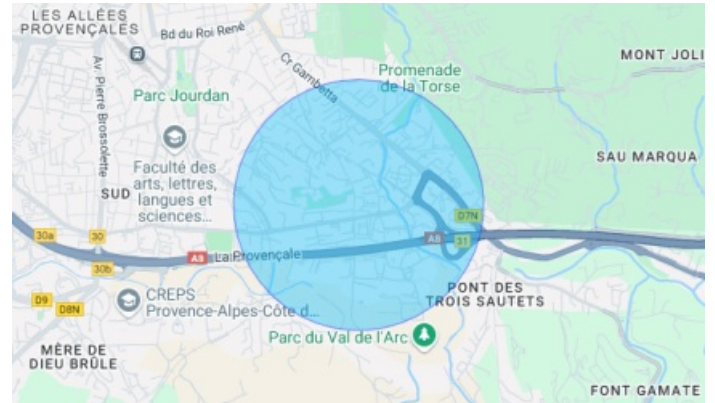 LES ALLÉES
PROVENÇALES
Bd du Roi René
Av. Pierre Brossolette
Cr Gambetta
Promenade
de la Torse
MONT JOLI
Parc Jourdan
Faculté des
arts, lettres,
langues et
sciences...
SUD
SAU MARQUA
D7N
30a
30
A8
31
A8
La Provençale
30b
D9
D8N
CREPS
Provence-Alpes-Côte d...
PONT DES
TROIS SAUTETS
Parc du Val de l'Arc
MÈRE DE
DIEU BRÛLE
FONT GAMATE